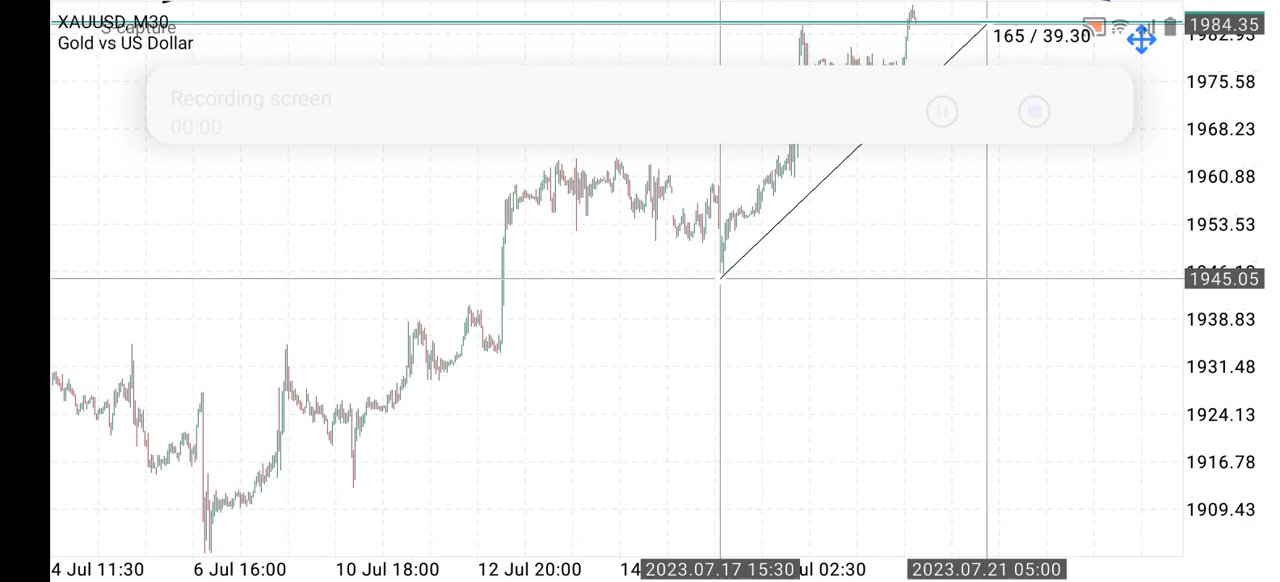 XAUUSD, M30
S capture
Gold vs US Dollar
165 / 39.30
Recording screen
00:00
1984.35
1982.93
1975.58
1968.23
1960.88
1953.53
1945.05
1938.83
1931.48
1924.13
1916.78
1909.43
4 Jul 11:30 6 Jul 16:00 10 Jul 18:00 12 Jul 20:00 14 2023.07.17 15:30 ul 02:30 2023.07.21 05:00